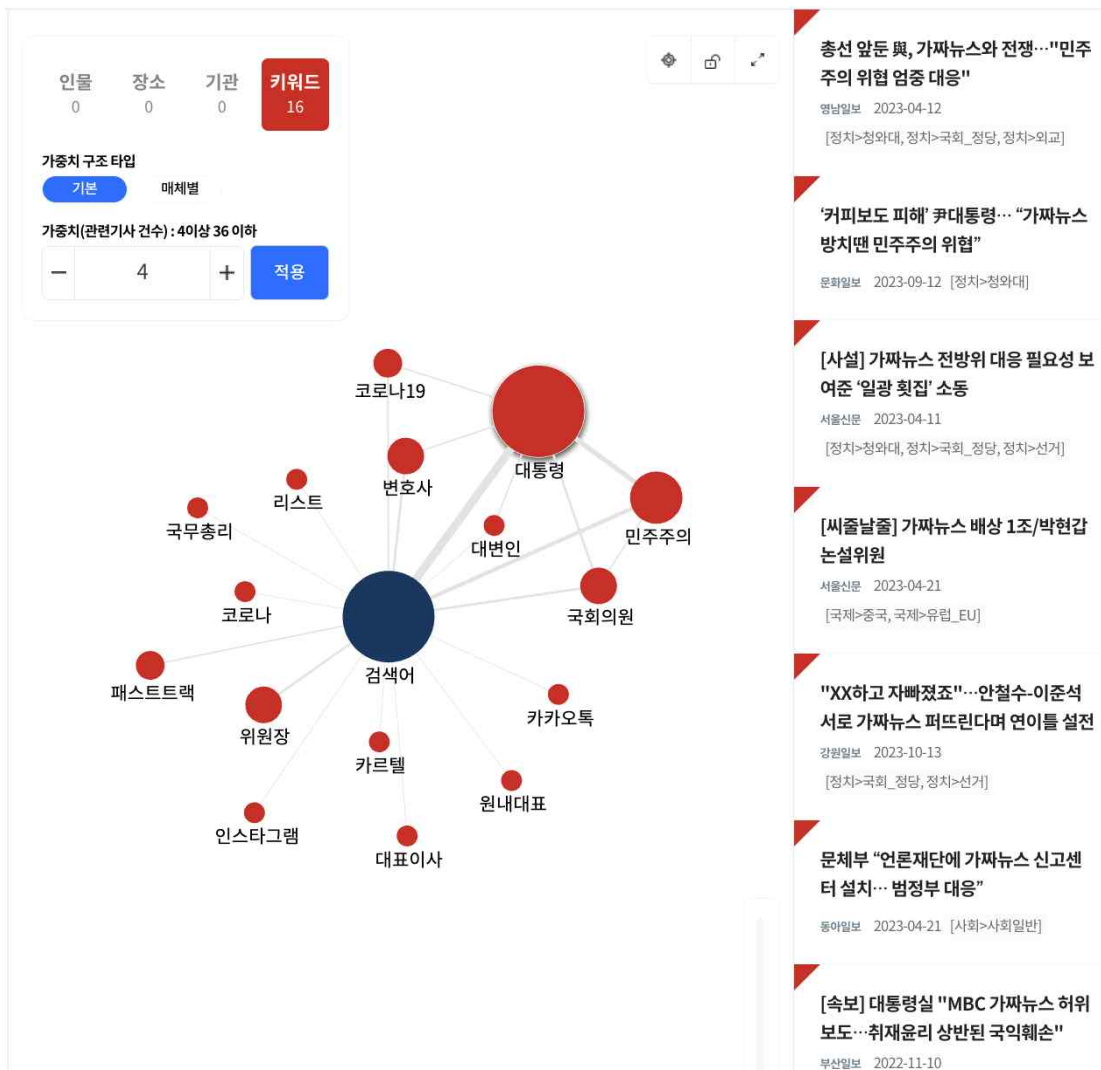 인물 장소 기관 키워드
0 0 0 16
가중치 구조 타입
기본 매체별
가중치(관련기사 건수) : 4이상 36 이하
− 4 + 적용
코로나19
대통령
변호사
리스트
민주주의
국무총리
대변인
코로나
국회의원
검색어
패스트트랙
카카오톡
위원장
카르텔
원내대표
인스타그램
대표이사
총선 앞둔 與, 가짜뉴스와 전쟁…"민주
주의 위협 엄중 대응"
영남일보 2023-04-12
[정치>청와대, 정치>국회_정당, 정치>외교]
‘커피보도 피해’ 尹대통령… “가짜뉴스
방치땐 민주주의 위협”
문화일보 2023-09-12 [정치>청와대]
[사설] 가짜뉴스 전방위 대응 필요성 보
여준 ‘일광 횟집’ 소동
서울신문 2023-04-11
[정치>청와대, 정치>국회_정당, 정치>선거]
[씨줄날줄] 가짜뉴스 배상 1조/박현갑
논설위원
서울신문 2023-04-21
[국제>중국, 국제>유럽_EU]
"XX하고 자빠졌죠"…안철수-이준석
서로 가짜뉴스 퍼뜨린다며 연이틀 설전
강원일보 2023-10-13
[정치>국회_정당, 정치>선거]
문체부 “언론재단에 가짜뉴스 신고센
터 설치… 범정부 대응”
동아일보 2023-04-21 [사회>사회일반]
[속보] 대통령실 "MBC 가짜뉴스 허위
보도…취재윤리 상반된 국익훼손"
부산일보 2022-11-10